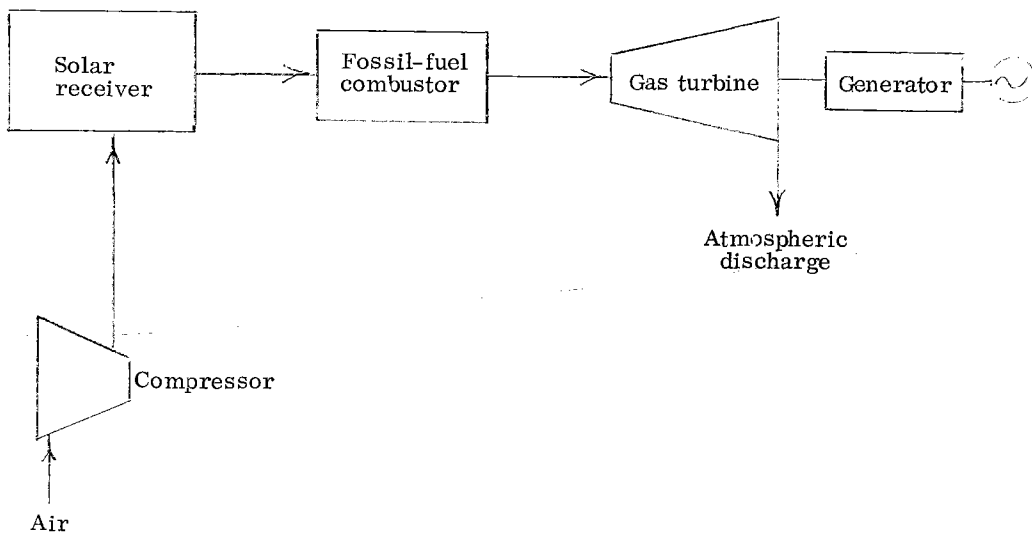 Solar
receiver
Fossil-fuel
combustor
Gas turbine
Generator
Atmospheric
discharge
Compressor
Air